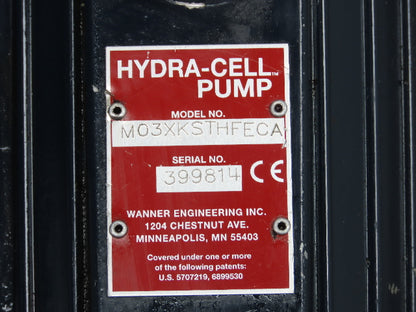 HYDRA-CELL™
PUMP
MODEL NO.
M03XKSTHFECA
SERIAL NO.
399814 CE
WANNER ENGINEERING INC.
1204 CHESTNUT AVE.
MINNEAPOLIS, MN 55403
Covered under one or more
of the following patents:
U.S. 5707219, 6899530